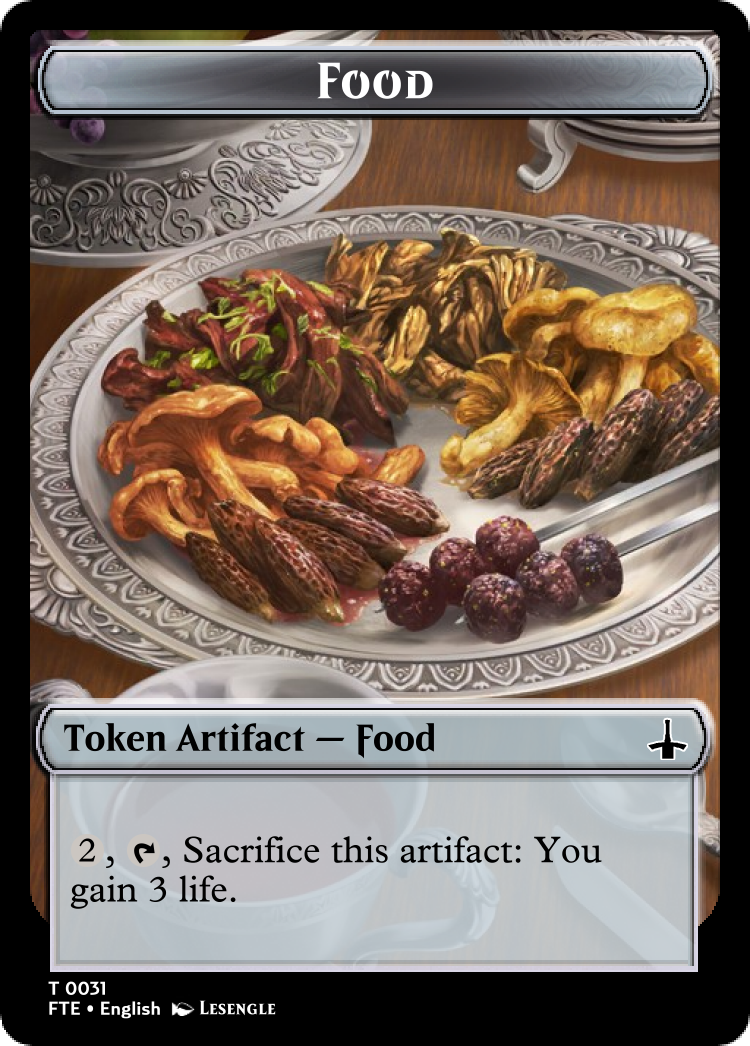 Food
Token Artifact — Food
2, , Sacrifice this artifact: You
gain 3 life.
T 0031
FTE • English Lesengle